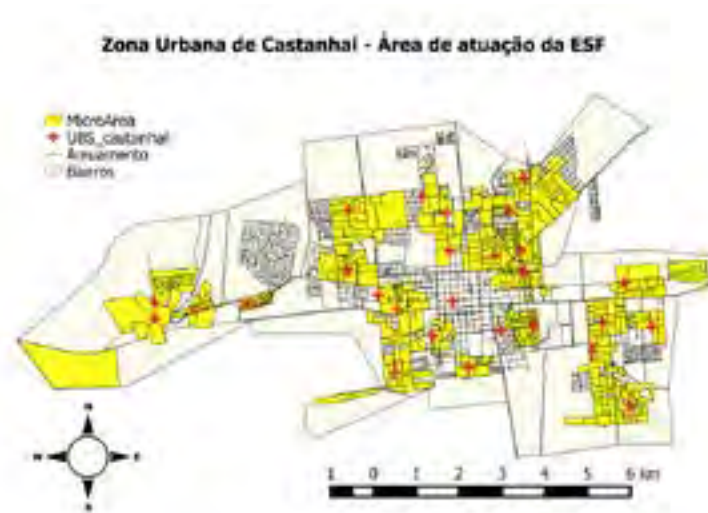 Zona Urbana de Castanhal - Área de atuação da ESF
MicroArea
UBS_castanhal
Arruamento
Bairros
N
W E
S
1 0 1 2 3 4 5 6 km